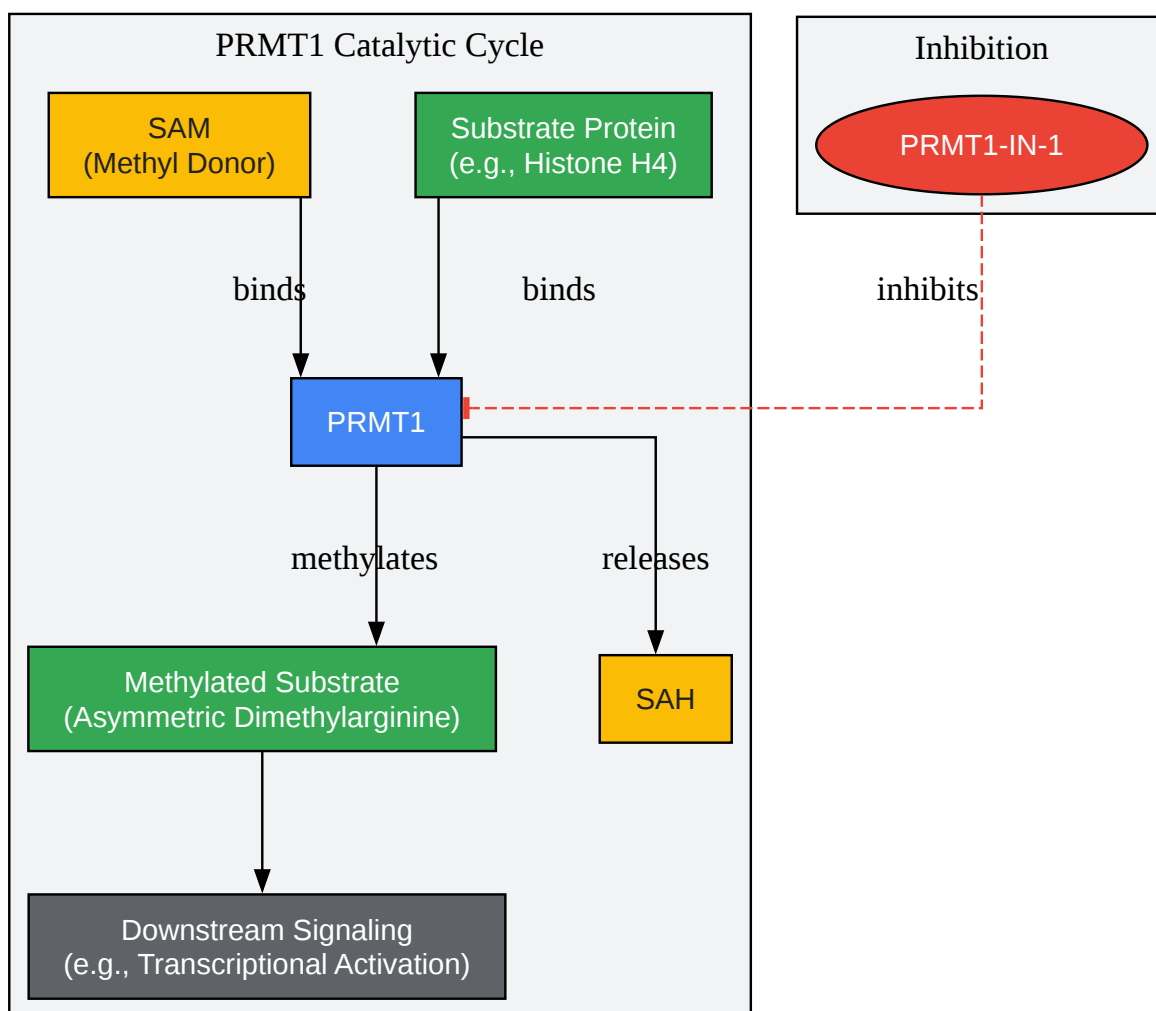 PRMT1 Catalytic Cycle
Inhibition
SAM
(Methyl Donor)
Substrate Protein
(e.g., Histone H4)
PRMT1-IN-1
binds
binds
inhibits
PRMT1
methylates
releases
Methylated Substrate
(Asymmetric Dimethylarginine)
SAH
Downstream Signaling
(e.g., Transcriptional Activation)